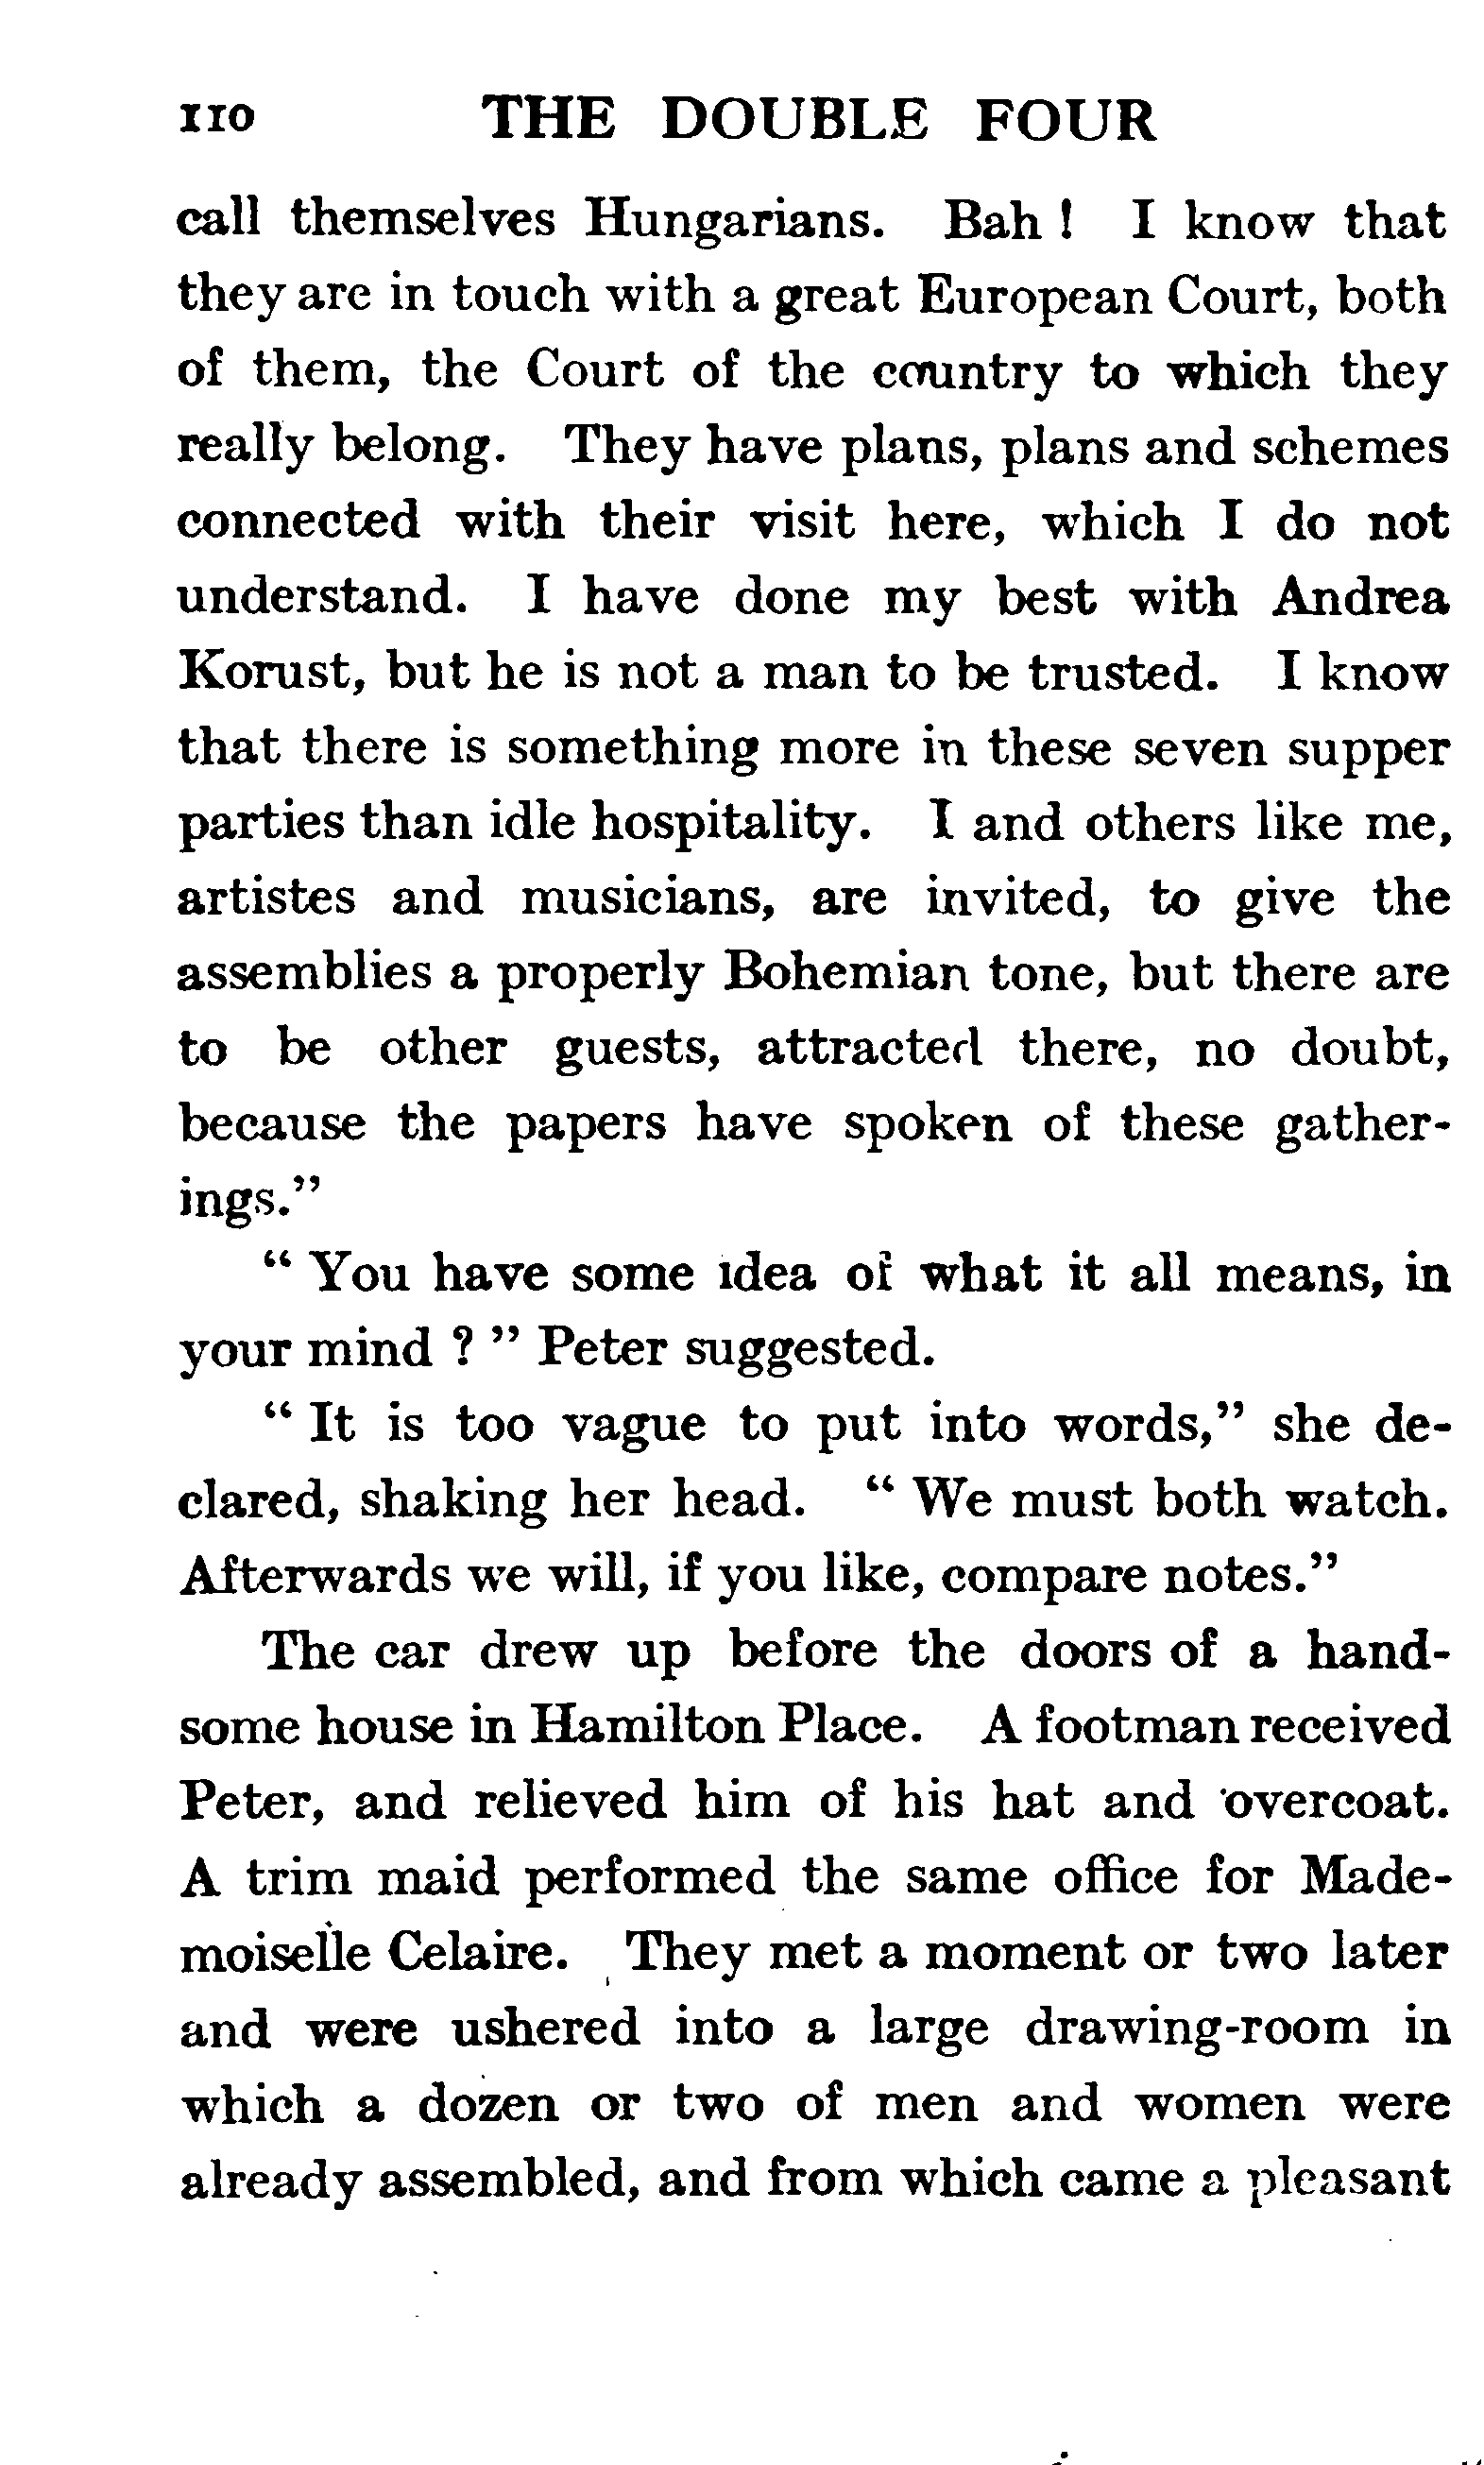 110 THE DOUBLE FOUR
call themselves Hungarians. Bah ! I know that
they are in touch with a great European Court, both
of them, the Court of the country to which they
really belong. They have plans, plans and schemes
connected with their visit here, which I do not
understand. I have done my best with Andrea
Korust, but he is not a man to be trusted. I know
that there is something more in these seven supper
parties than idle hospitality. I and others like me,
artistes and musicians, are invited, to give the
assemblies a properly Bohemian tone, but there are
to be other guests, attracted there, no doubt,
because the papers have spoken of these gather-
ings.”
“ You have some idea of what it all means, in
your mind ? ” Peter suggested.
“ It is too vague to put into words,” she de-
clared, shaking her head. “ We must both watch.
Afterwards we will, if you like, compare notes.”
The car drew up before the doors of a hand-
some house in Hamilton Place. A footman received
Peter, and relieved him of his hat and overcoat.
A trim maid performed the same office for Made-
moiselle Celaire. They met a moment or two later
and were ushered into a large drawing-room in
which a dozen or two of men and women were
already assembled, and from which came a pleasant